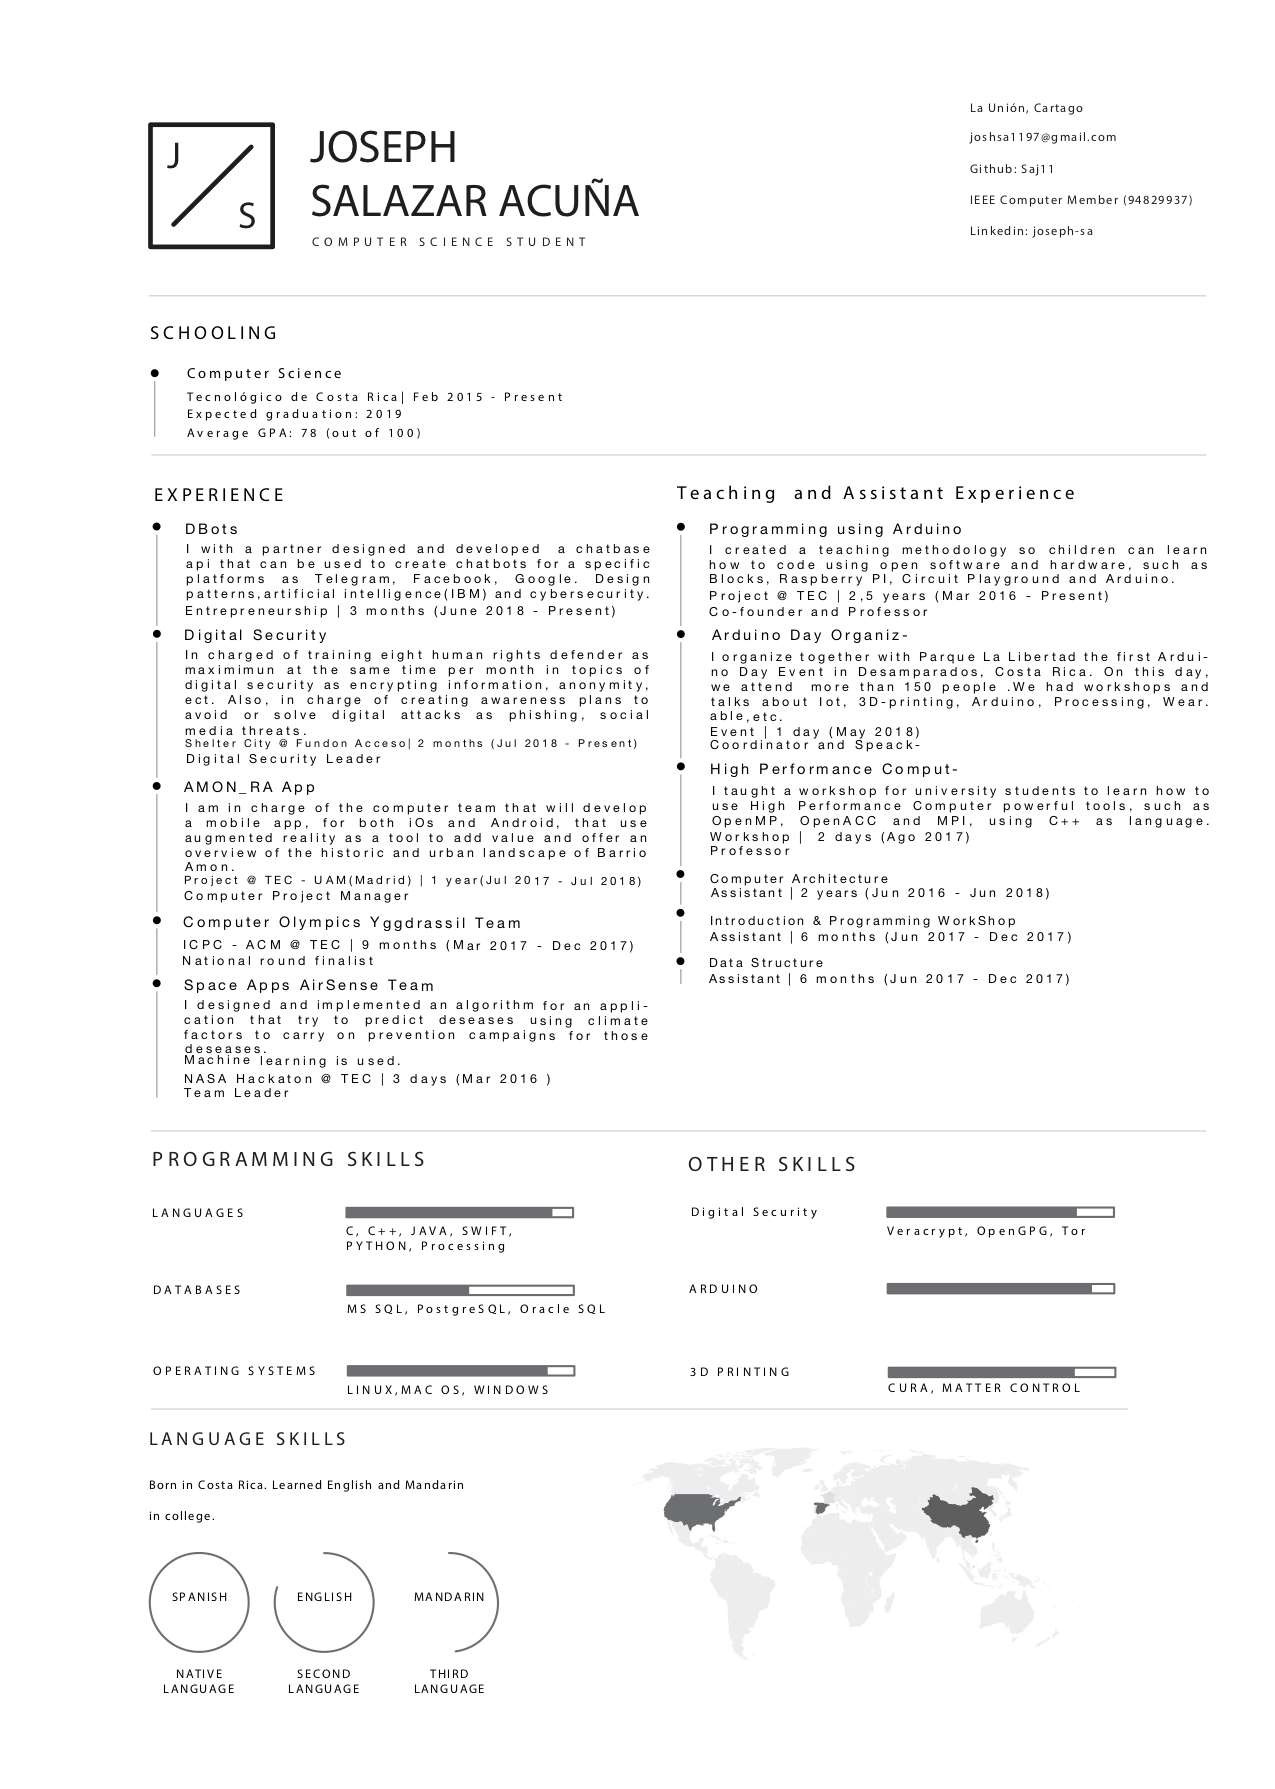 J
S
JOSEPH
SALAZAR ACUÑA
COMPUTER SCIENCE STUDENT
La Unión, Cartago
joshsa1197@gmail.com
Github: Saj11
IEEE Computer Member (94829937)
Linkedin: joseph-sa
SCHOOLING
Computer Science
Tecnológico de Costa Rica| Feb 2015 - Present
Expected graduation: 2019
Average GPA: 78 (out of 100)
EXPERIENCE
DBots
I with a partner designed and developed a chatbase
api that can be used to create chatbots for a specific
platforms as Telegram, Facebook, Google. Design
patterns,artificial intelligence(IBM) and cybersecurity.
Entrepreneurship | 3 months (June 2018 - Present)
Digital Security
In charged of training eight human rights defender as
maximimun at the same time per month in topics of
digital security as encrypting information, anonymity,
ect. Also, in charge of creating awareness plans to
avoid or solve digital attacks as phishing, social
media threats.
Shelter City @ Fundon Acceso| 2 months (Jul 2018 - Present)
Digital Security Leader
AMON_RA App
I am in charge of the computer team that will develop
a mobile app, for both iOs and Android, that use
augmented reality as a tool to add value and offer an
overview of the historic and urban landscape of Barrio
Amon.
Project @ TEC - UAM(Madrid) | 1 year(Jul 2017 - Jul 2018)
Computer Project Manager
Computer Olympics Yggdrassil Team
ICPC - ACM @ TEC | 9 months (Mar 2017 - Dec 2017)
National round finalist
Space Apps AirSense Team
I designed and implemented an algorithm for an appli-
cation that try to predict deseases using climate
factors to carry on prevention campaigns for those
deseases.
Machine learning is used.
NASA Hackaton @ TEC | 3 days (Mar 2016 )
Team Leader
Teaching and Assistant Experience
Programming using Arduino
I created a teaching methodology so children can learn
how to code using open software and hardware, such as
Blocks, Raspberry PI, Circuit Playground and Arduino.
Project @ TEC | 2,5 years (Mar 2016 - Present)
Co-founder and Professor
Arduino Day Organiz-
I organize together with Parque La Libertad the first Ardui-
no Day Event in Desamparados, Costa Rica. On this day,
we attend more than 150 people .We had workshops and
talks about Iot, 3D-printing, Arduino, Processing, Wear.
able,etc.
Event | 1 day (May 2018)
Coordinator and Speack-
High Performance Comput-
I taught a workshop for university students to learn how to
use High Performance Computer powerful tools, such as
OpenMP, OpenACC and MPI, using C++ as language.
Workshop | 2 days (Ago 2017)
Professor
Computer Architecture
Assistant | 2 years (Jun 2016 - Jun 2018)
Introduction & Programming WorkShop
Assistant | 6 months (Jun 2017 - Dec 2017)
Data Structure
Assistant | 6 months (Jun 2017 - Dec 2017)
PROGRAMMING SKILLS
LANGUAGES
C, C++, JAVA, SWIFT,
PYTHON, Processing
DATABASES
MS SQL, PostgreSQL, Oracle SQL
OPERATING SYSTEMS
LINUX,MAC OS, WINDOWS
OTHER SKILLS
Digital Security
Veracrypt, OpenGPG, Tor
ARDUINO
3D PRINTING
CURA, MATTER CONTROL
LANGUAGE SKILLS
Born in Costa Rica. Learned English and Mandarin
in college.
SPANISH
NATIVE
LANGUAGE
ENGLISH
SECOND
LANGUAGE
MANDARIN
THIRD
LANGUAGE